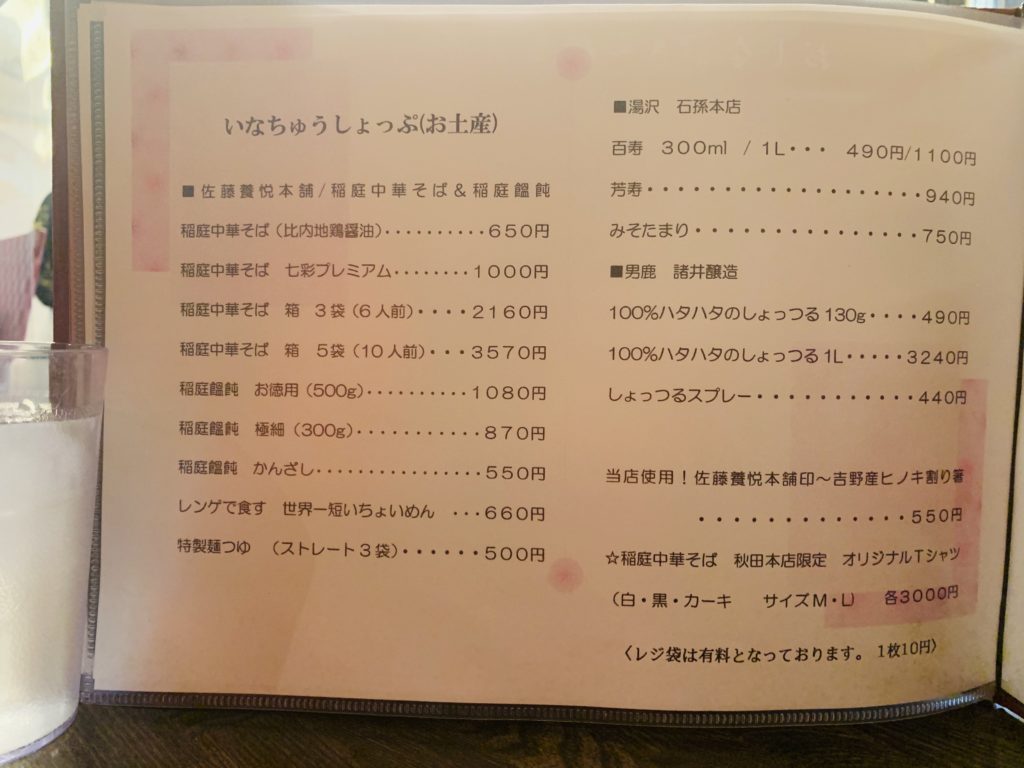 いなちゅうしょっぷ(お土産)
■佐藤養悦本舗/稲庭中華そば&稲庭饂飩
稲庭中華そば(比内地鶏醤油)‥‥‥‥‥650円
稲庭中華そば 七彩プレミアム‥‥‥‥1000円
稲庭中華そば 箱 3袋(6人前)・・・・2160円
稲庭中華そば 箱 5袋(10人前)・・・3570円
稲庭饂飩 お徳用(500g)‥‥‥‥‥1080円
稲庭饂飩 極細(300g)‥‥‥‥‥‥870円
稲庭饂飩 かんざし‥‥‥‥‥‥‥‥550円
レンゲで食す 世界一短いちょいめん ・・・660円
特製麺つゆ (ストレート3袋)・・・・・・500円
■湯沢 石孫本店
百寿 300ml / 1L・・・ 490円/1100円
芳寿・・・・・・・・・・・・・・・・・・940円
みそたまり・・・・・・・・・・・・・・・750円
■男鹿 諸井醸造
100%ハタハタのしょっつる130g・・・・490円
100%ハタハタのしょっつる1L・・・・・3240円
しょっつるスプレー・・・・・・・・・・・440円
当店使用!佐藤養悦本舗印～吉野産ヒノキ割り箸
・・・・・・・・・・・・・550円
☆稲庭中華そば 秋田本店限定 オリジナルTシャツ
(白・黒・カーキ サイズM・L) 各3000円
〈レジ袋は有料となっております。 1枚10円〉